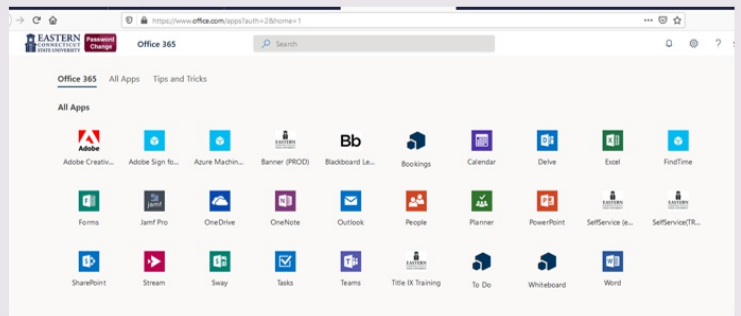 https://www.office.com/apps?auth=2&home=1
EASTERN
CONNECTICUT
STATE UNIVERSITY
Password
Change
Office 365
Search
?
Office 365 All Apps Tips and Tricks
All Apps
Adobe Bb
Adobe Creativ... Adobe Sign fo... Azure Machin... Banner (PROD) Blackboard Le... Bookings Calendar Delve Excel FindTime
jamf
Forms Jamf Pro OneDrive OneNote Outlook People Planner PowerPoint SelfService (e... SelfService(TR...
SharePoint Stream Sway Tasks Teams Title IX Training To Do Whiteboard Word